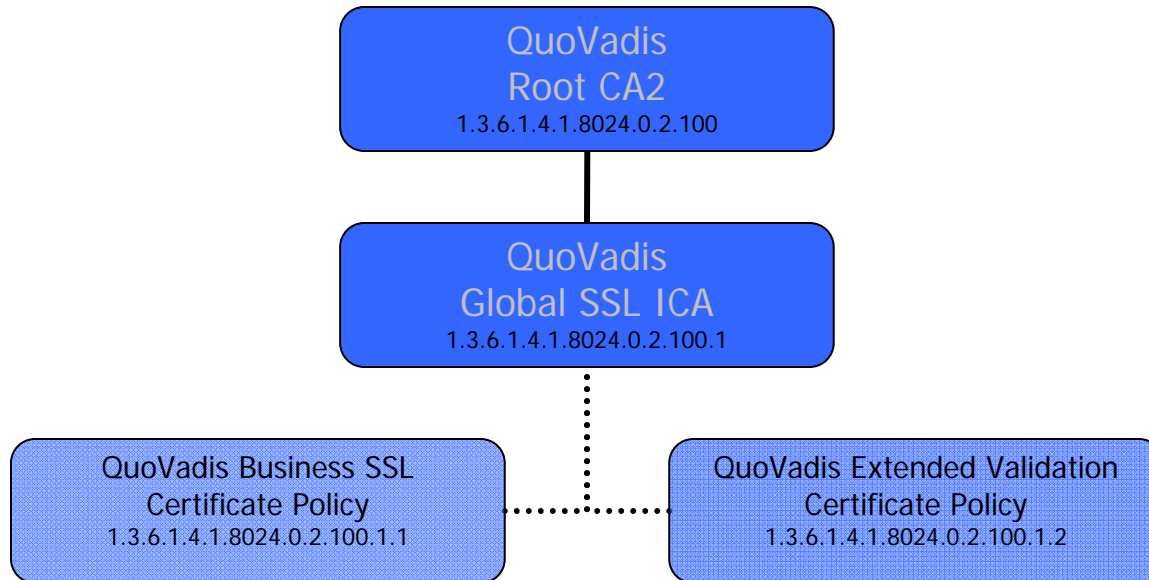 QuoVadis
Root CA2
1.3.6.1.4.1.8024.0.2.100
QuoVadis
Global SSL ICA
1.3.6.1.4.1.8024.0.2.100.1
QuoVadis Business SSL
Certificate Policy
1.3.6.1.4.1.8024.0.2.100.1.1
QuoVadis Extended Validation
Certificate Policy
1.3.6.1.4.1.8024.0.2.100.1.2